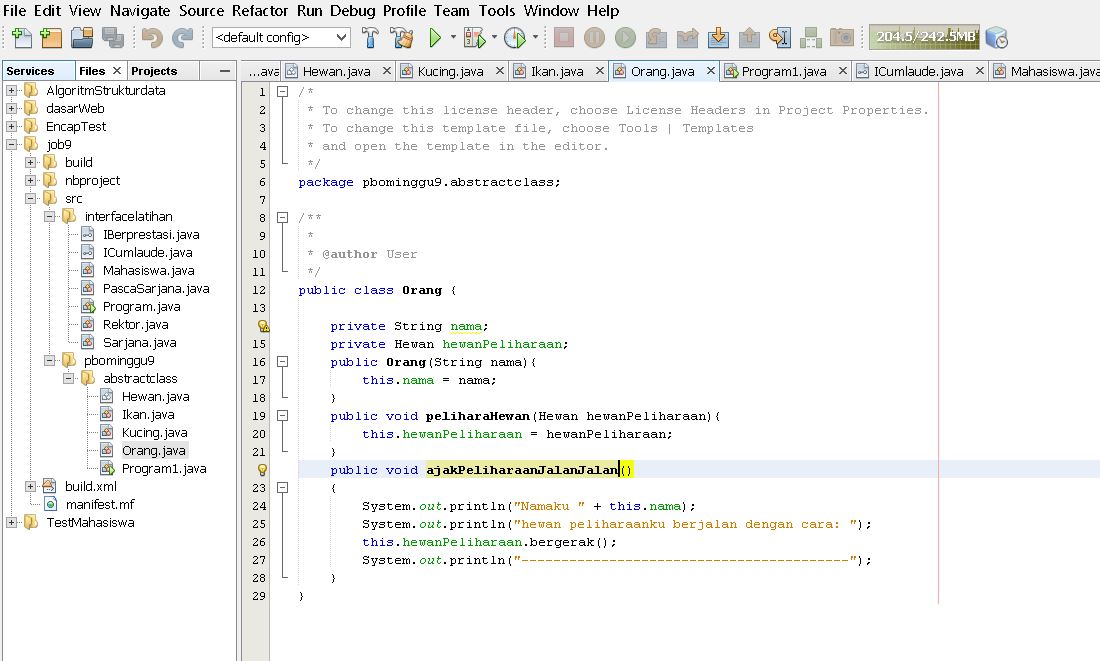 File Edit View Navigate Source Refactor Run Debug Profile Team Tools Window Help
<default config> 204.5/242.5MB
Services Files Projects
...ava Hewan.java Kucing.java Ikan.java Orang.java Program1.java ICumlaude.java Mahasiswa.java
AlgoritmStrukturdata
dasarWeb
EncapTest
job9
build
nbproject
src
interfacelatihan
IBerprestasi.java
ICumlaude.java
Mahasiswa.java
PascaSarjana.java
Program.java
Rektor.java
Sarjana.java
pbominggu9
abstractclass
Hewan.java
Ikan.java
Kucing.java
Orang.java
Program1.java
build.xml
manifest.mf
TestMahasiswa
1 /*
2 * To change this license header, choose License Headers in Project Properties.
3 * To change this template file, choose Tools | Templates
4 * and open the template in the editor.
5 */
6 package pbominggu9.abstractclass;
7
8 /**
9 *
10 * @author User
11 */
12 public class Orang {
13
private String nama;
15 private Hewan hewanPeliharaan;
16 public Orang(String nama){
17 this.nama = nama;
18 }
19 public void peliharaHewan(Hewan hewanPeliharaan){
20 this.hewanPeliharaan = hewanPeliharaan;
21 }
public void ajakPeliharaanJalanJalan()
23 {
24 System.out.println("Namaku " + this.nama);
25 System.out.println("hewan peliharaanku berjalan dengan cara: ");
26 this.hewanPeliharaan.bergerak();
27 System.out.println("-----------------------------------------");
28 }
29 }